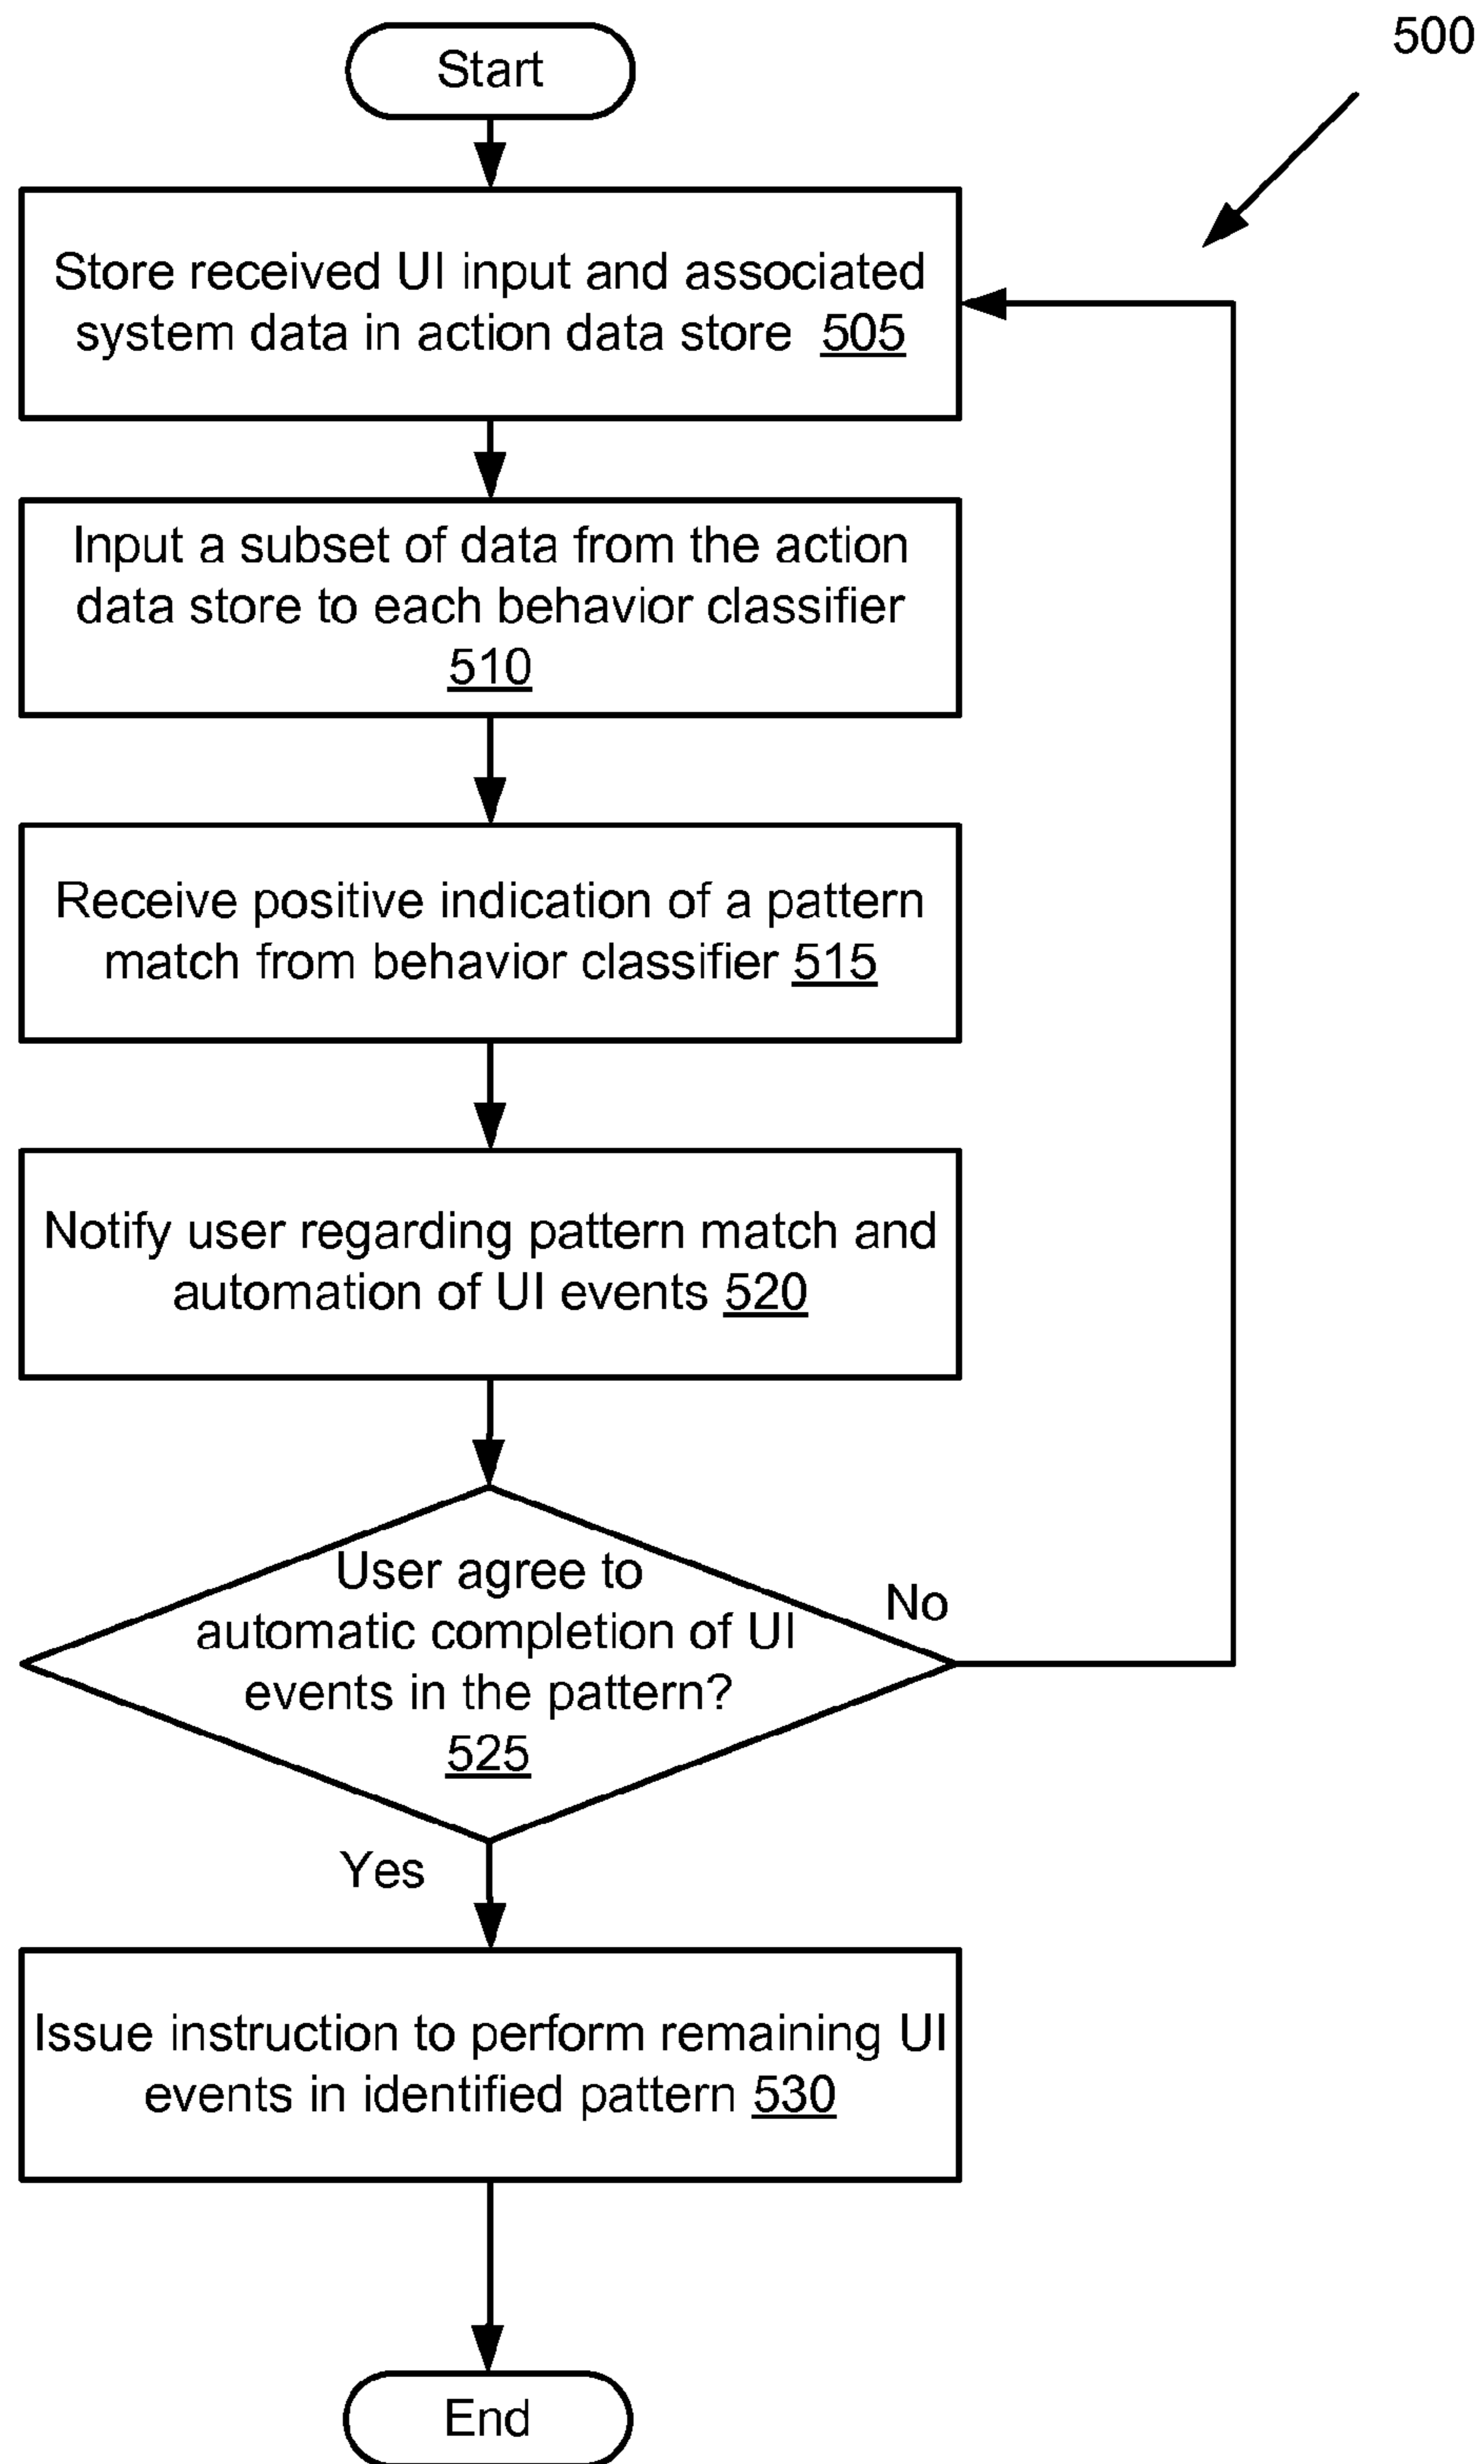 500
Start
Store received UI input and associated
system data in action data store 505
Input a subset of data from the action
data store to each behavior classifier
510
Receive positive indication of a pattern
match from behavior classifier 515
Notify user regarding pattern match and
automation of UI events 520
User agree to
automatic completion of UI
events in the pattern?
525
No
Yes
Issue instruction to perform remaining UI
events in identified pattern 530
End